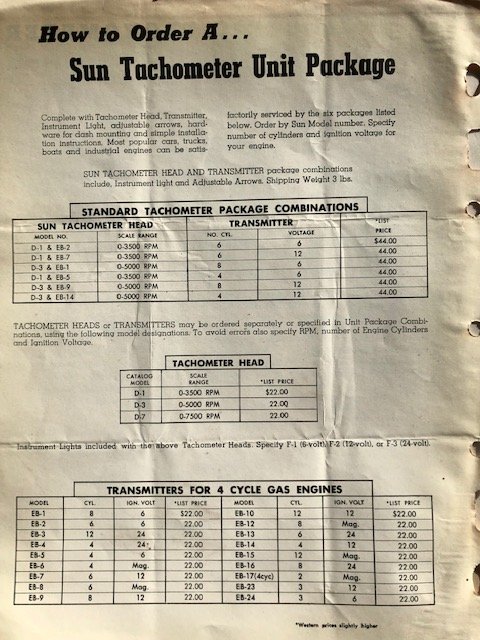 How to Order A...
Sun Tachometer Unit Package
Complete with Tachometer Head, Transmitter,
Instrument Light, adjustable arrows, hard-
ware for dash mounting and simple installa-
tion instructions. Most popular cars, trucks,
boats and industrial engines can be satis-
factorily serviced by the six packages listed
below. Order by Sun Model number. Specify
number of cylinders and ignition voltage for
your engine.
SUN TACHOMETER HEAD AND TRANSMITTER package combinations
include, Instrument light and Adjustable Arrows. Shipping Weight 3 lbs.
STANDARD TACHOMETER PACKAGE COMBINATIONS
SUN TACHOMETER HEAD TRANSMITTER *LIST
MODEL NO. SCALE RANGE NO. CYL. VOLTAGE PRICE
D-1 & EB-2 0-3500 RPM 6 6 $44.00
D-1 & EB-7 0-3500 RPM 6 12 44.00
D-3 & EB-1 0-5000 RPM 8 6 44.00
D-1 & EB-5 0-3500 RPM 4 6 44.00
D-3 & EB-9 0-5000 RPM 8 12 44.00
D-3 & EB-14 0-5000 RPM 4 12 44.00
TACHOMETER HEADS or TRANSMITTERS may be ordered separately or specified in Unit Package Combi-
nations, using the following model designations. To avoid errors also specify RPM, number of Engine Cylinders
and Ignition Voltage.
TACHOMETER HEAD
CATALOG SCALE
MODEL RANGE *LIST PRICE
D-1 0-3500 RPM $22.00
D-3 0-5000 RPM 22.00
D-7 0-7500 RPM 22.00
Instrument Lights included with the above Tachometer Heads. Specify F-1 (6-volt), F-2 (12-volt), or F-3 (24-volt).
TRANSMITTERS FOR 4 CYCLE GAS ENGINES
MODEL CYL. IGN. VOLT *LIST PRICE MODEL CYL. IGN. VOLT *LIST PRICE
EB-1 8 6 $22.00 EB-10 12 12 $22.00
EB-2 6 6 22.00 EB-12 8 Mag. 22.00
EB-3 12 24 22.00 EB-13 6 24 22.00
EB-4 4 24 22.00 EB-14 4 12 22.00
EB-5 4 6 22.00 EB-15 12 Mag. 22.00
EB-6 4 Mag. 22.00 EB-16 8 24 22.00
EB-7 6 12 22.00 EB-17(4cyc) 2 Mag. 22.00
EB-8 6 Mag. 22.00 EB-23 3 12 22.00
EB-9 8 12 22.00 EB-24 3 6 22.00
*Western prices slightly higher